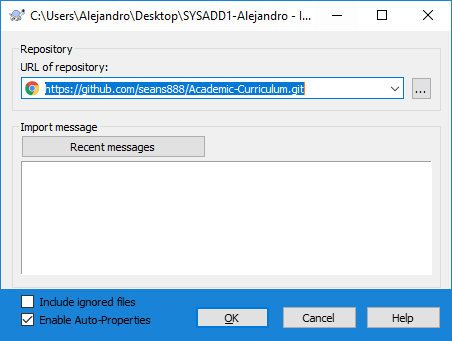 C:\Users\Alejandro\Desktop\SYSADD1-Alejandro - I...
Repository
URL of repository:
https://github.com/seans888/Academic-Curriculum.git
...
Import message
Recent messages
Include ignored files
Enable Auto-Properties
OK
Cancel
Help